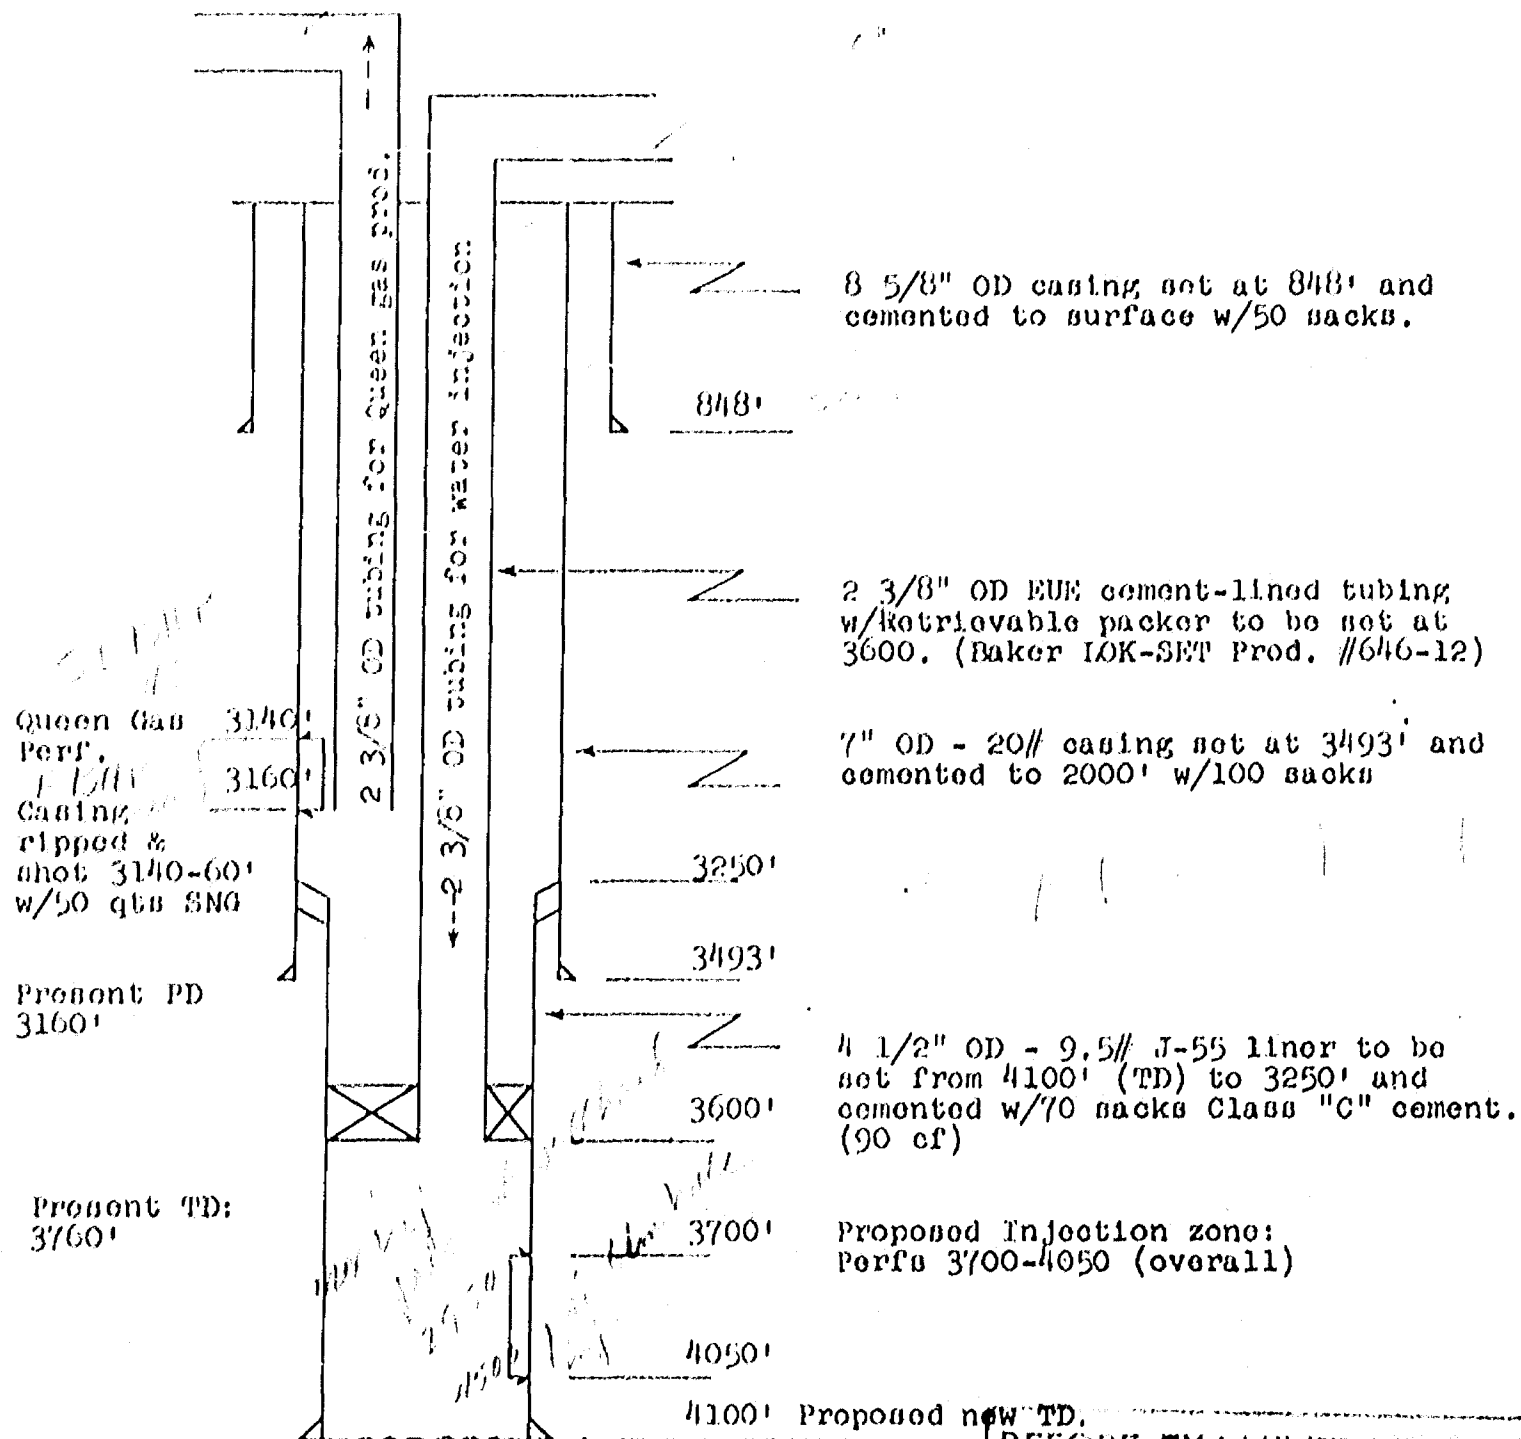 2 3/8" OD tubing for Queen gas prod.
2 3/8" OD tubing for water injection
8 5/8" OD casing set at 848' and
cemented to surface w/50 sacks.
848'
2 3/8" OD EUE cement-lined tubing
w/Retrievable packer to be set at
3600. (Baker LOK-SET Prod. #646-12)
Queen Gas 3140'
Perf.
3160'
Casing
ripped &
shot 3140-60'
w/50 qts SNG
7" OD - 20# casing set at 3493' and
cemented to 2000' w/100 sacks
3250'
3493'
Present PD
3160'
4 1/2" OD - 9.5# J-55 liner to be
set from 4100' (TD) to 3250' and
cemented w/70 sacks Class "C" cement.
(90 cf)
3600'
Present TD:
3760'
3700'
Proposed Injection zone:
Perfs 3700-4050 (overall)
4050'
4100' Proposed new TD.